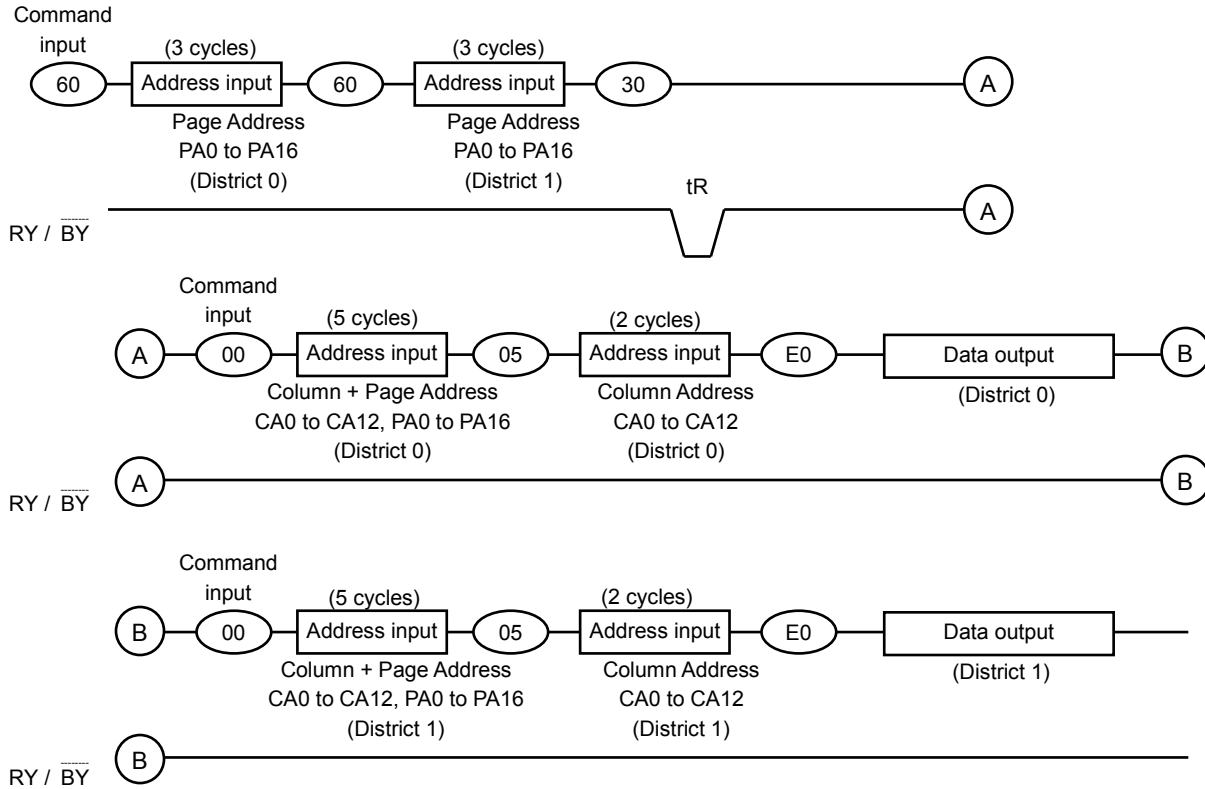 Command
input
(3 cycles)
(3 cycles)
60
Address input
60
Address input
30
A
Page Address
PA0 to PA16
(District 0)
Page Address
PA0 to PA16
(District 1)
tR
RY / BY
A
Command
input
(5 cycles)
(2 cycles)
A
00
Address input
05
Address input
E0
Data output
B
Column + Page Address
CA0 to CA12, PA0 to PA16
(District 0)
Column Address
CA0 to CA12
(District 0)
(District 0)
RY / BY
A
B
Command
input
(5 cycles)
(2 cycles)
B
00
Address input
05
Address input
E0
Data output
Column + Page Address
CA0 to CA12, PA0 to PA16
(District 1)
Column Address
CA0 to CA12
(District 1)
(District 1)
RY / BY
B